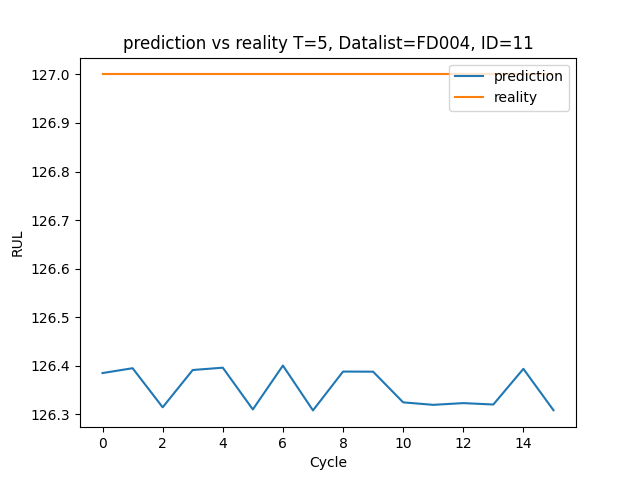 prediction vs reality T=5, Datalist=FD004, ID=11
127.0
126.9
126.8
126.7
126.6
126.5
126.4
126.3
RUL
prediction
reality
0 2 4 6 8 10 12 14
Cycle